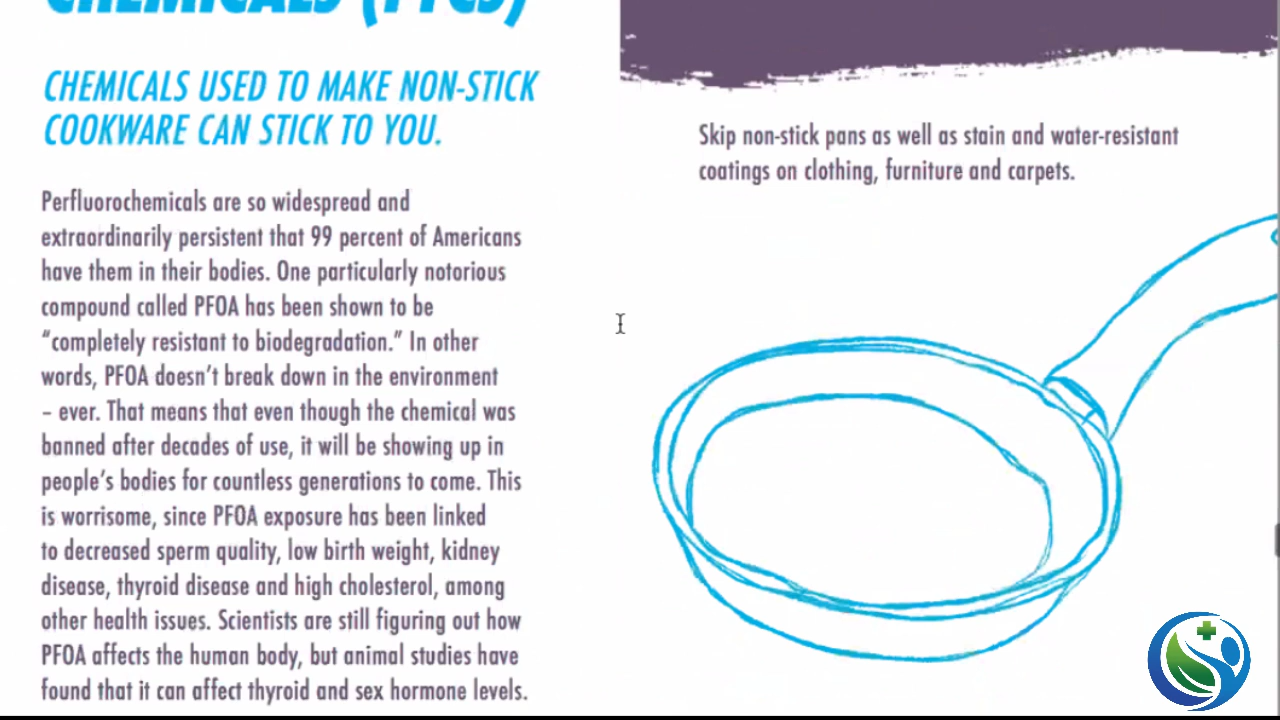 CHEMICALS (PFCS)
CHEMICALS USED TO MAKE NON-STICK
COOKWARE CAN STICK TO YOU.
Perfluorochemicals are so widespread and
extraordinarily persistent that 99 percent of Americans
have them in their bodies. One particularly notorious
compound called PFOA has been shown to be
“completely resistant to biodegradation.” In other
words, PFOA doesn’t break down in the environment
– ever. That means that even though the chemical was
banned after decades of use, it will be showing up in
people’s bodies for countless generations to come. This
is worrisome, since PFOA exposure has been linked
to decreased sperm quality, low birth weight, kidney
disease, thyroid disease and high cholesterol, among
other health issues. Scientists are still figuring out how
PFOA affects the human body, but animal studies have
found that it can affect thyroid and sex hormone levels.
Skip non-stick pans as well as stain and water-resistant
coatings on clothing, furniture and carpets.